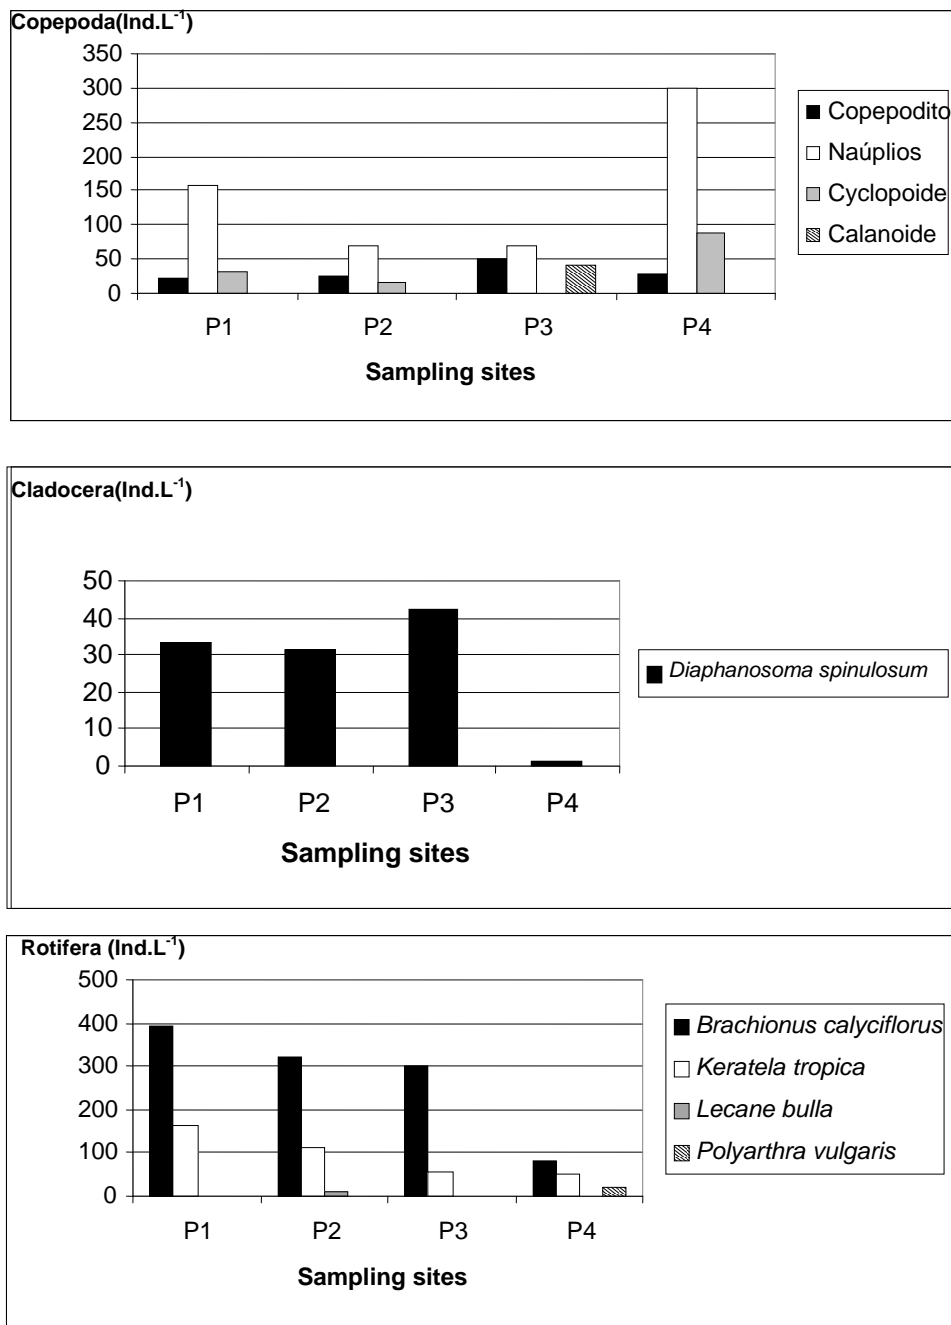 Copepoda(Ind.L⁻¹)
350
300
250
200
150
100
50
0
P1 P2 P3 P4
Sampling sites
Copepodito
Naúplios
Cyclopoide
Calanoide
Cladocera(Ind.L⁻¹)
50
40
30
20
10
0
P1 P2 P3 P4
Sampling sites
Diaphanosoma spinulosum
Rotifera (Ind.L⁻¹)
500
400
300
200
100
0
P1 P2 P3 P4
Sampling sites
Brachionus calyciflorus
Keratela tropica
Lecane bulla
Polyarthra vulgaris